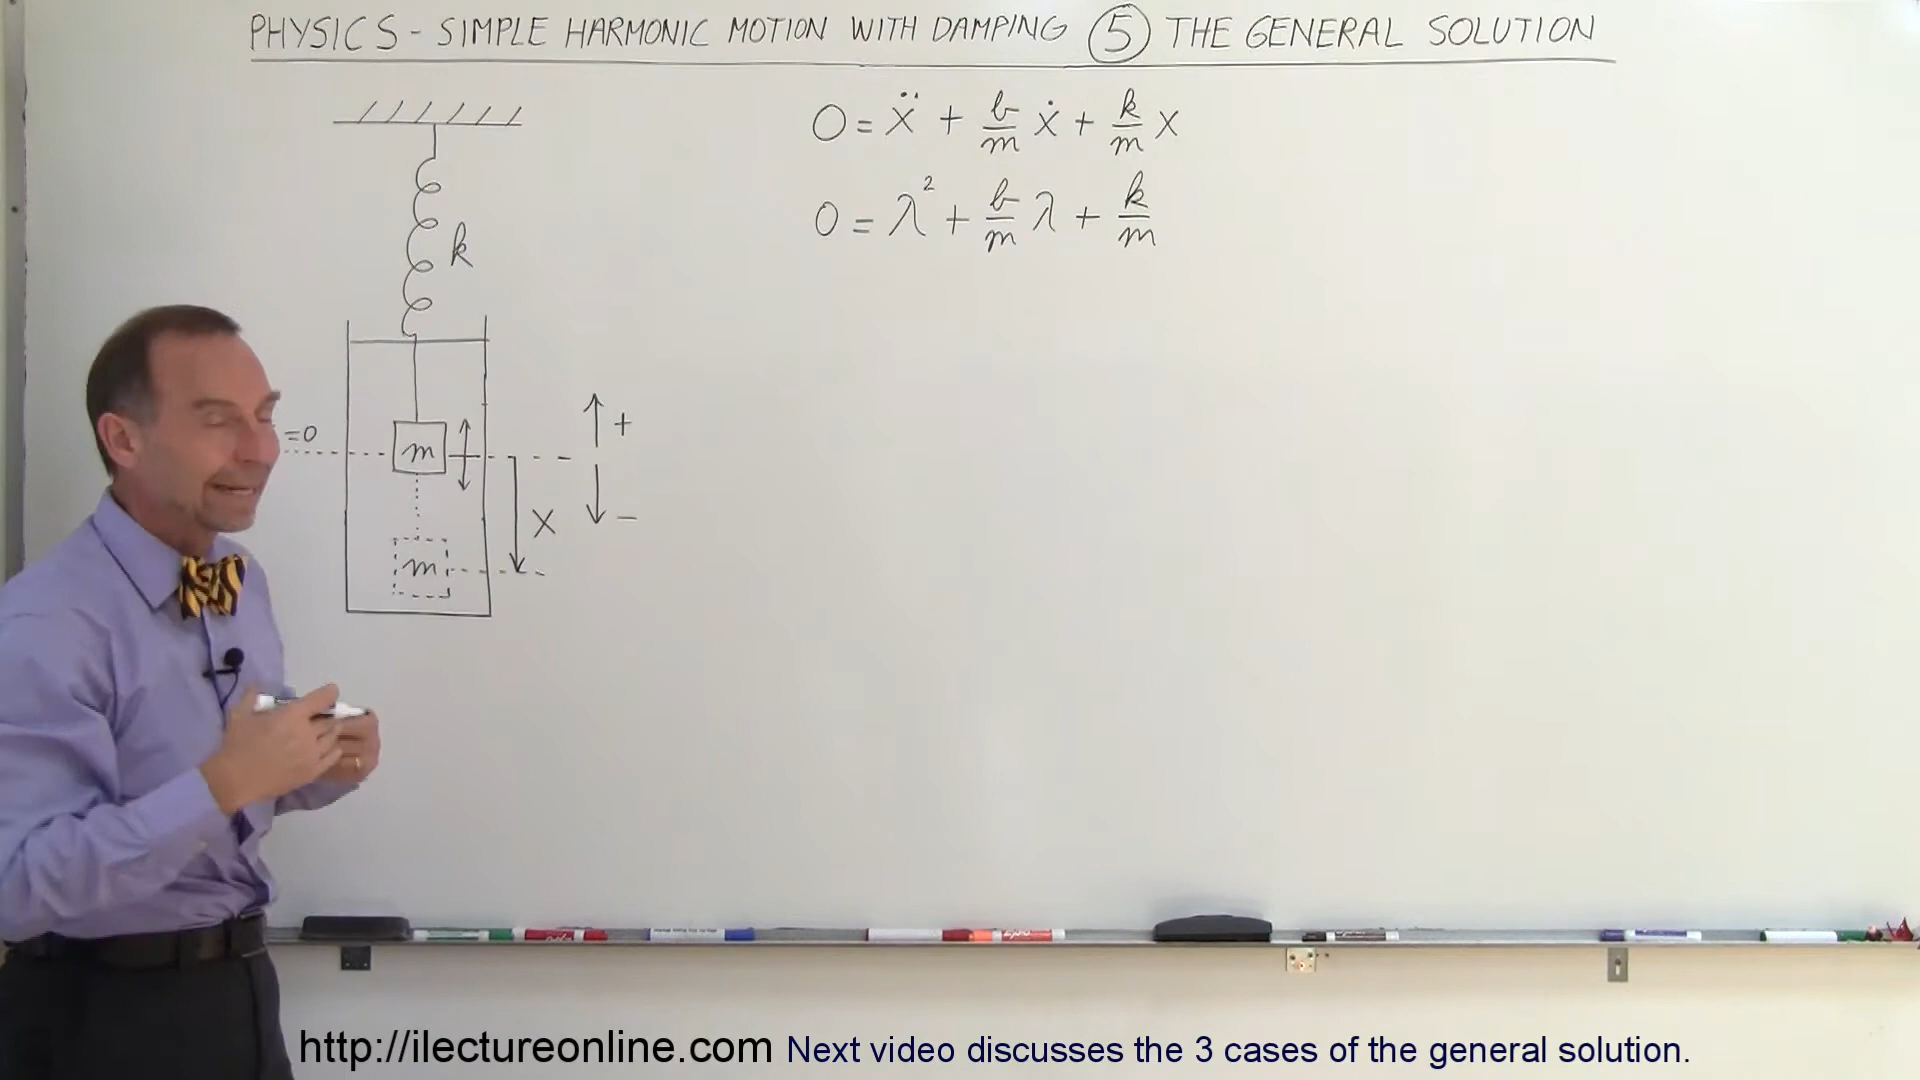 PHYSICS - SIMPLE HARMONIC MOTION WITH DAMPING ⑤ THE GENERAL SOLUTION
0 = ẍ + b/m ẋ + k/m x
0 = λ² + b/m λ + k/m
k
=0
m
+
−
X
m
http://ilectureonline.com Next video discusses the 3 cases of the general solution.